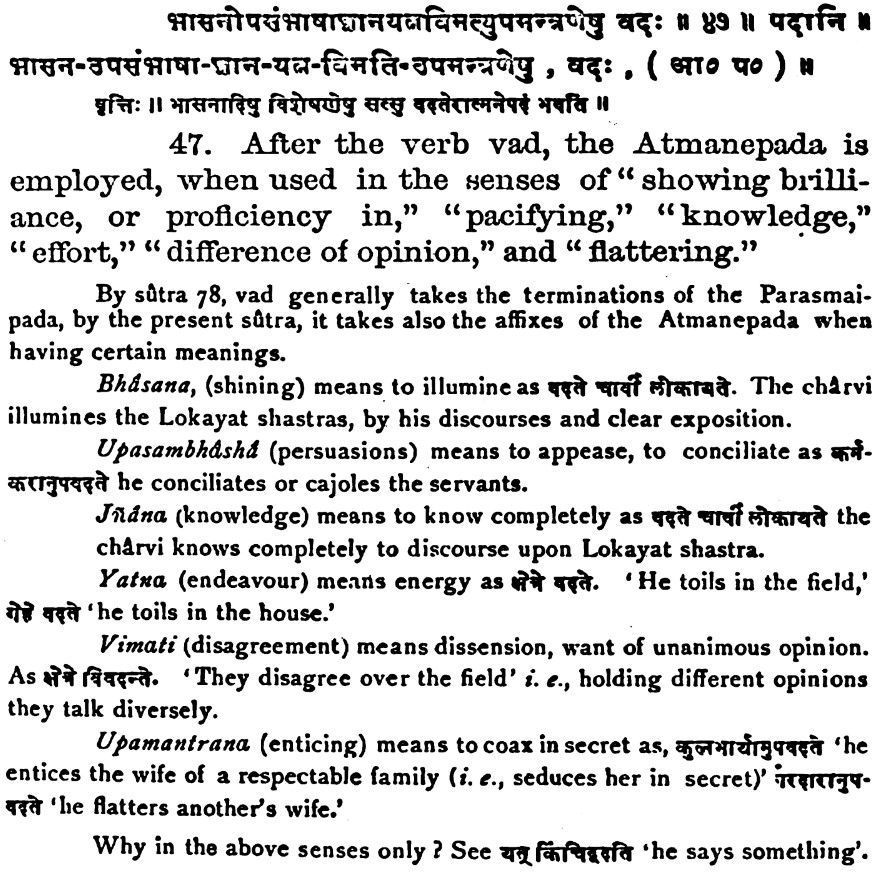 भासनोपसंभाषाज्ञानयत्नविमत्युपमन्त्रणेषु वदः ॥ ४७ ॥ पदानि ॥
भासन-उपसंभाषा-ज्ञान-यत्न-विमति-उपमन्त्रणेषु , वदः , ( आ० प० ) ॥
वृत्तिः ॥ भासनादिषु विशेषणेषु सत्सु वदतेरात्मनेपदं भवति ॥
47. After the verb vad, the Atmanepada is
employed, when used in the senses of “showing brilli-
ance, or proficiency in,” “pacifying,” “knowledge,”
“effort,” “difference of opinion,” and “flattering.”
By sûtra 78, vad generally takes the terminations of the Parasmai-
pada, by the present sûtra, it takes also the affixes of the Atmanepada when
having certain meanings.
Bhâsana, (shining) means to illumine as वदते चार्वी लोकायते. The chârvi
illumines the Lokayat shastras, by his discourses and clear exposition.
Upasambhâshâ (persuasions) means to appease, to conciliate as कर्म-
करानुपवदते he conciliates or cajoles the servants.
Jñâna (knowledge) means to know completely as वदते चार्वी लोकायते the
chârvi knows completely to discourse upon Lokayat shastra.
Yatna (endeavour) means energy as क्षेत्रे वदते. ‘He toils in the field,’
गेहे वदते ‘he toils in the house.’
Vimati (disagreement) means dissension, want of unanimous opinion.
As क्षेत्रे विवदन्ते. ‘They disagree over the field’ i. e., holding different opinions
they talk diversely.
Upamantrana (enticing) means to coax in secret as, कुलभार्यामुपवदते ‘he
entices the wife of a respectable family (i. e., seduces her in secret)’ परदारानुप-
वदते ‘he flatters another's wife.’
Why in the above senses only ? See यत् किंचिद्वदति ‘he says something’.